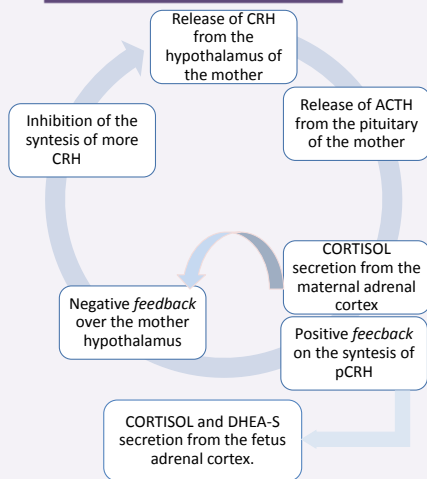 Release of CRH
from the
hypothalamus of
the mother
Release of ACTH
from the pituitary
of the mother
CORTISOL
secretion from the
maternal adrenal
cortex
Positive feecback
on the syntesis of
pCRH
CORTISOL and DHEA-S
secretion from the fetus
adrenal cortex.
Negative feedback
over the mother
hypothalamus
Inhibition of the
syntesis of more
CRH